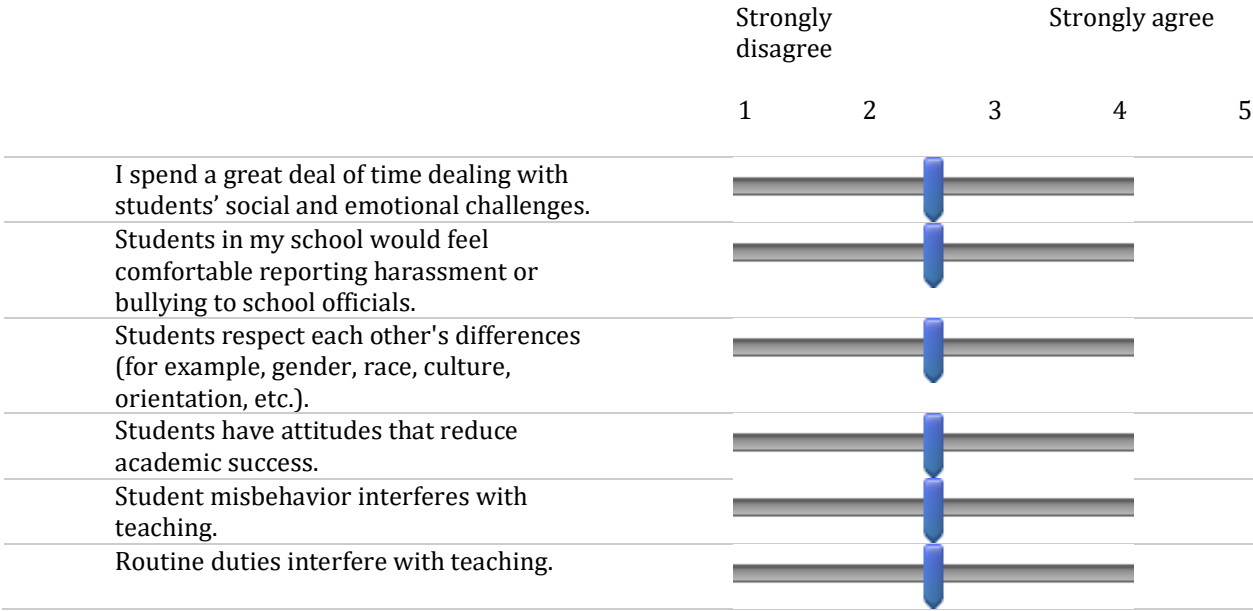 Strongly disagree
Strongly agree
1 2 3 4 5
I spend a great deal of time dealing with
students’ social and emotional challenges.
Students in my school would feel
comfortable reporting harassment or
bullying to school officials.
Students respect each other's differences
(for example, gender, race, culture,
orientation, etc.).
Students have attitudes that reduce
academic success.
Student misbehavior interferes with
teaching.
Routine duties interfere with teaching.